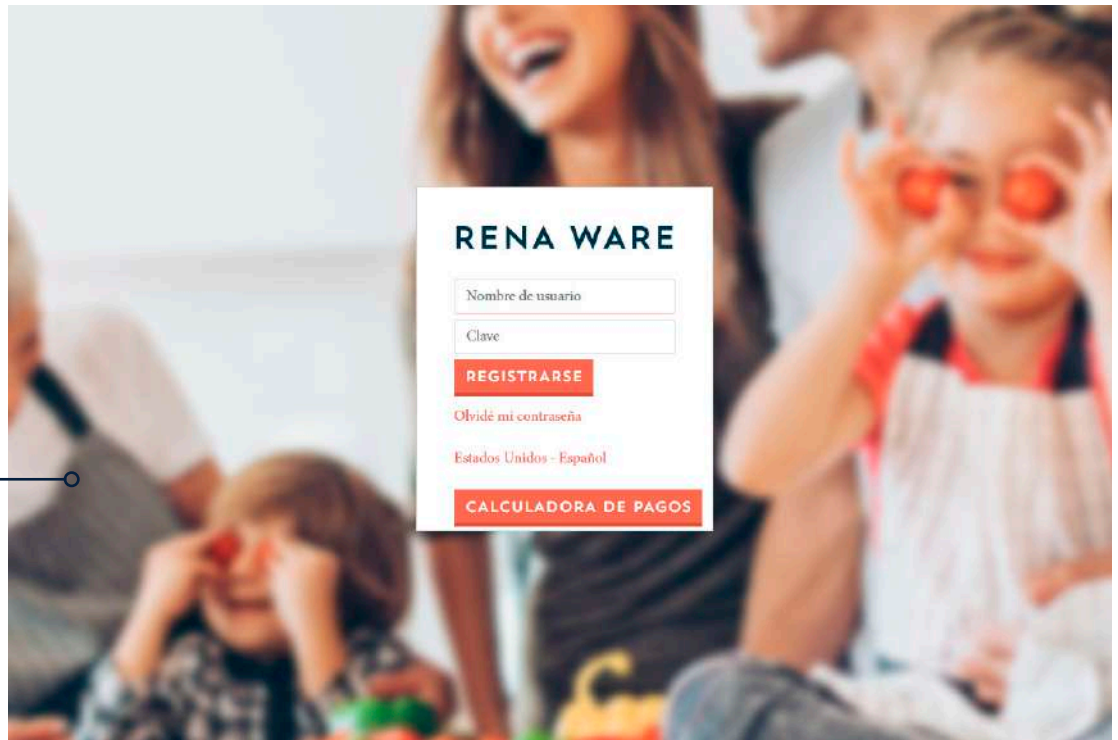 RENA WARE
Nombre de usuario
Clave
REGISTRARSE
Olvidé mi contraseña
Estados Unidos - Español
CALCULADORA DE PAGOS